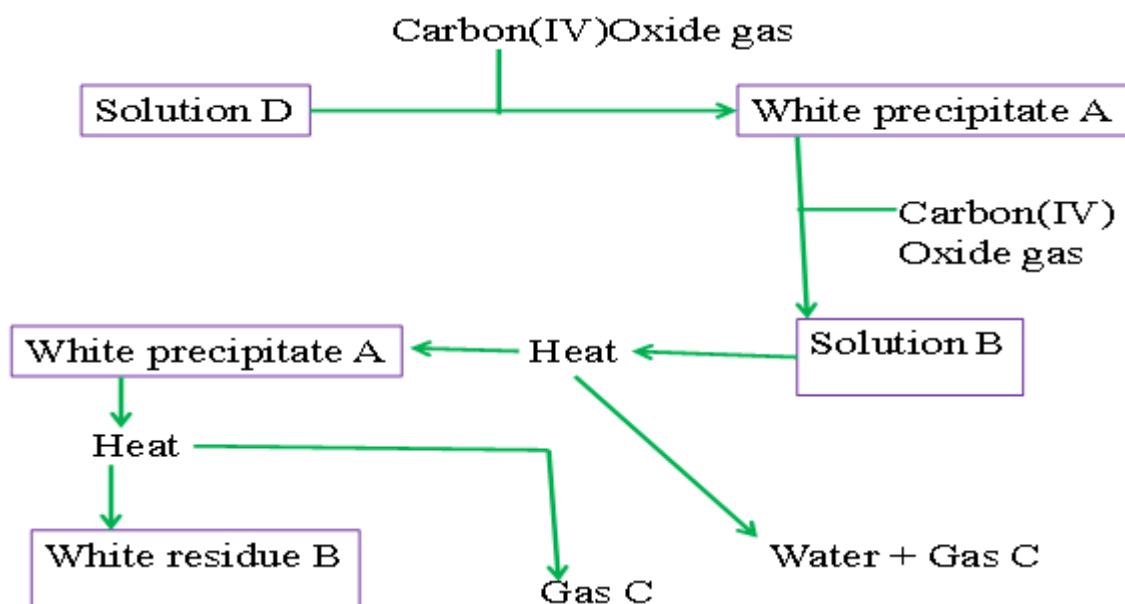 Carbon(IV)Oxide gas
Solution D
White precipitate A
Carbon(IV)
Oxide gas
White precipitate A
Heat
Solution B
Heat
White residue B
Gas C
Water + Gas C